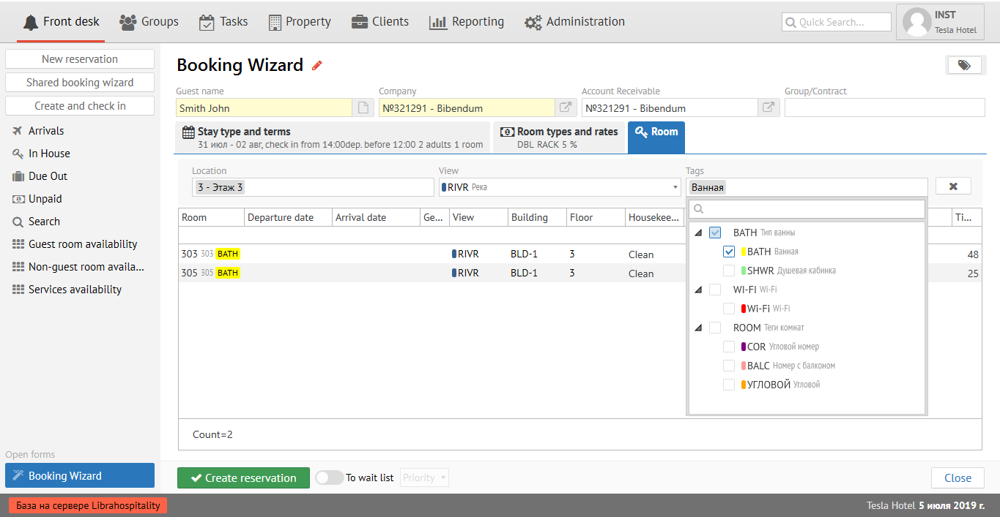 Front desk
Groups
Tasks
Property
Clients
Reporting
Administration
Quick Search...
INST
Tesla Hotel
New reservation
Shared booking wizard
Create and check in
Arrivals
In House
Due Out
Unpaid
Search
Guest room availability
Non-guest room availa...
Services availability
Open forms
Booking Wizard
Booking Wizard
Guest name
Company
Account Receivable
Group/Contract
Smith John
№321291 - Bibendum
№321291 - Bibendum
Stay type and terms
31 июл - 02 авг, check in from 14:00dep. before 12:00 2 adults 1 room
Room types and rates
DBL RACK 5 %
Room
Location
View
Tags
3 - Этаж 3
RIVR Река
Ванная
Room
Departure date
Arrival date
Ge...
View
Building
Floor
Housekee...
Ti...
303 303 BATH
RIVR
BLD-1
3
Clean
48
305 305 BATH
RIVR
BLD-1
3
Clean
25
BATH Тип ванны
BATH Ванная
SHWR Душевая кабинка
WI-FI Wi-Fi
Wi-Fi Wi-Fi
ROOM Теги комнат
COR Угловой номер
BALC Номер с балконом
УГЛОВОЙ Угловой
Count=2
Create reservation
To wait list
Priority
Close
База на сервере Librahospitality
Tesla Hotel 5 июля 2019 г.